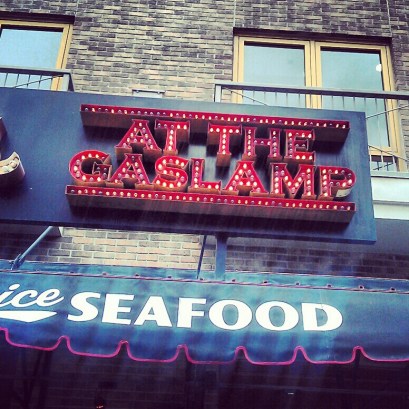 AT THE
GASLAMP
ice SEAFOOD